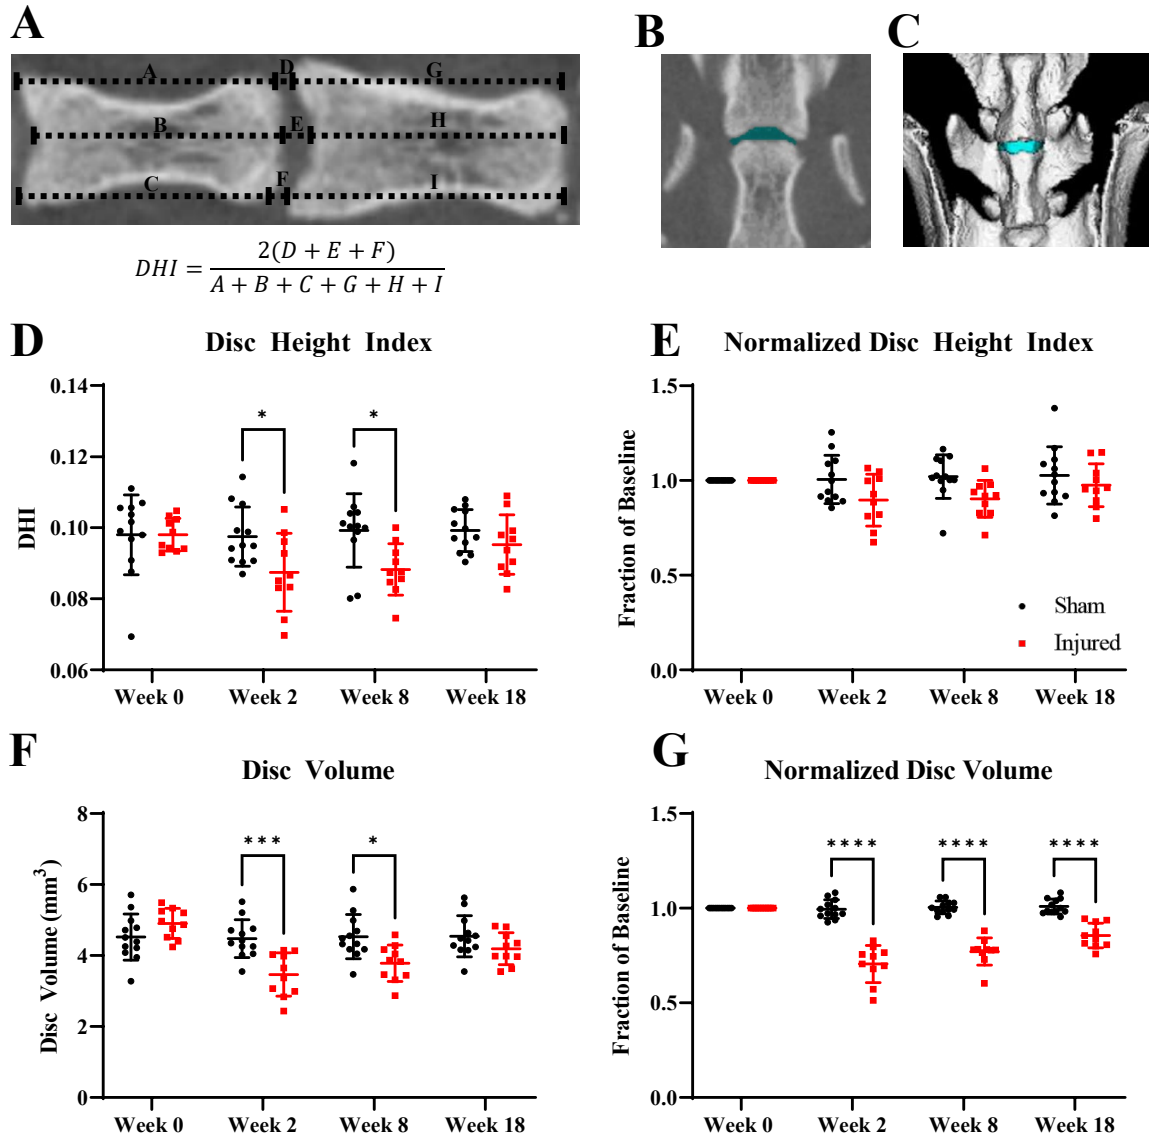 A
B
C
A
D
G
B
E
H
C
F
I
DHI = 2(D + E + F) / A + B + C + G + H + I
D
Disc Height Index
0.14
0.12
0.10
0.08
0.06
DHI
*
*
Week 0
Week 2
Week 8
Week 18
E
Normalized Disc Height Index
1.5
1.0
0.5
0.0
Fraction of Baseline
Sham
Injured
Week 0
Week 2
Week 8
Week 18
F
Disc Volume
8
6
4
2
0
Disc Volume (mm³)
***
*
Week 0
Week 2
Week 8
Week 18
G
Normalized Disc Volume
1.5
1.0
0.5
0.0
Fraction of Baseline
****
****
****
Week 0
Week 2
Week 8
Week 18